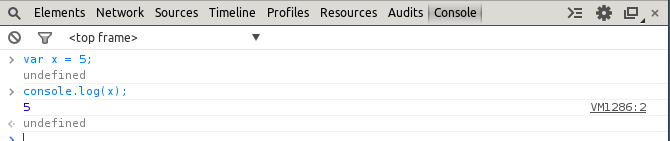 Elements Network Sources Timeline Profiles Resources Audits Console
<top frame>
var x = 5;
undefined
console.log(x);
5 VM1286:2
undefined